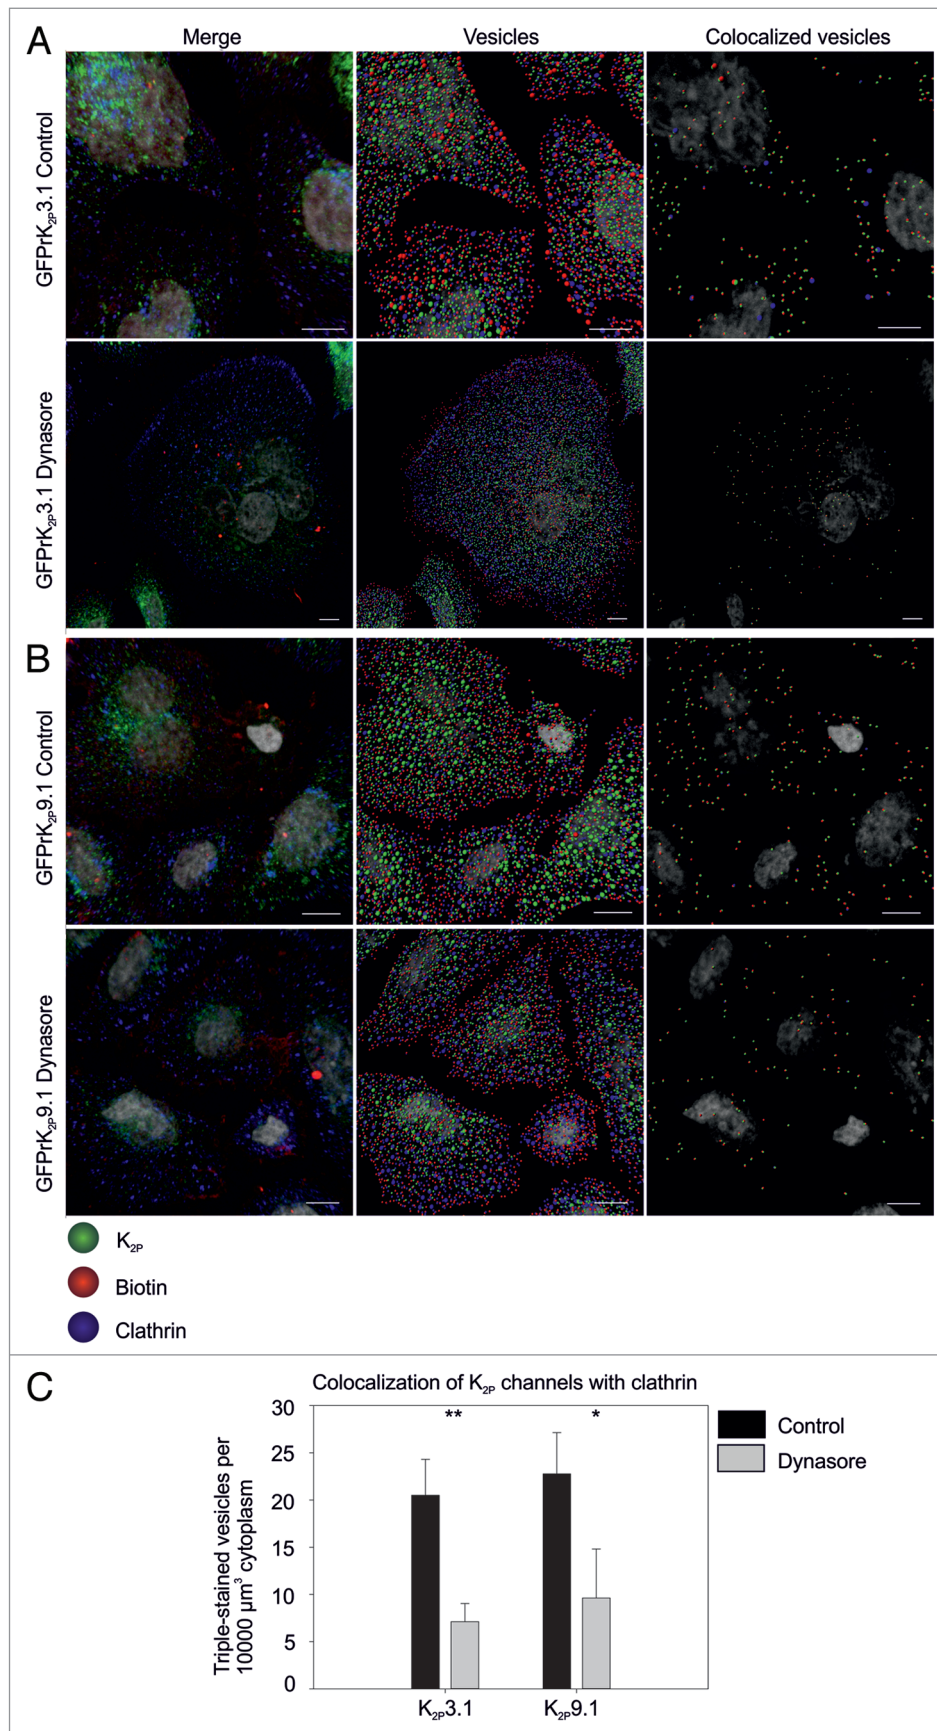 A
Merge
Vesicles
Colocalized vesicles
GFPrK2P3.1 Control
GFPrK2P3.1 Dynasore
B
GFPrK2P9.1 Control
GFPrK2P9.1 Dynasore
K2P
Biotin
Clathrin
C
Colocalization of K2P channels with clathrin
Triple-stained vesicles per
10000 µm³ cytoplasm
30
25
20
15
10
5
0
**
*
Control
Dynasore
K2P3.1
K2P9.1